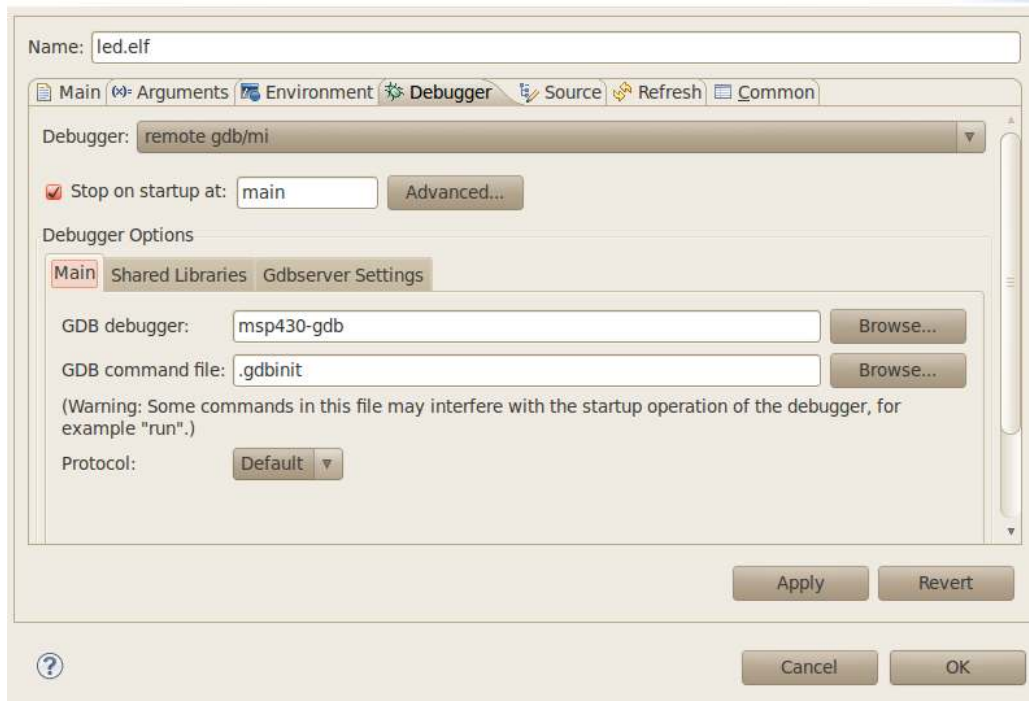 Name: led.elf
Main (x)= Arguments Environment Debugger Source Refresh Common
Debugger: remote gdb/mi
Stop on startup at: main Advanced...
Debugger Options
Main Shared Libraries Gdbserver Settings
GDB debugger: msp430-gdb Browse...
GDB command file: .gdbinit Browse...
(Warning: Some commands in this file may interfere with the startup operation of the debugger, for
example "run".)
Protocol: Default
Apply Revert
? Cancel OK